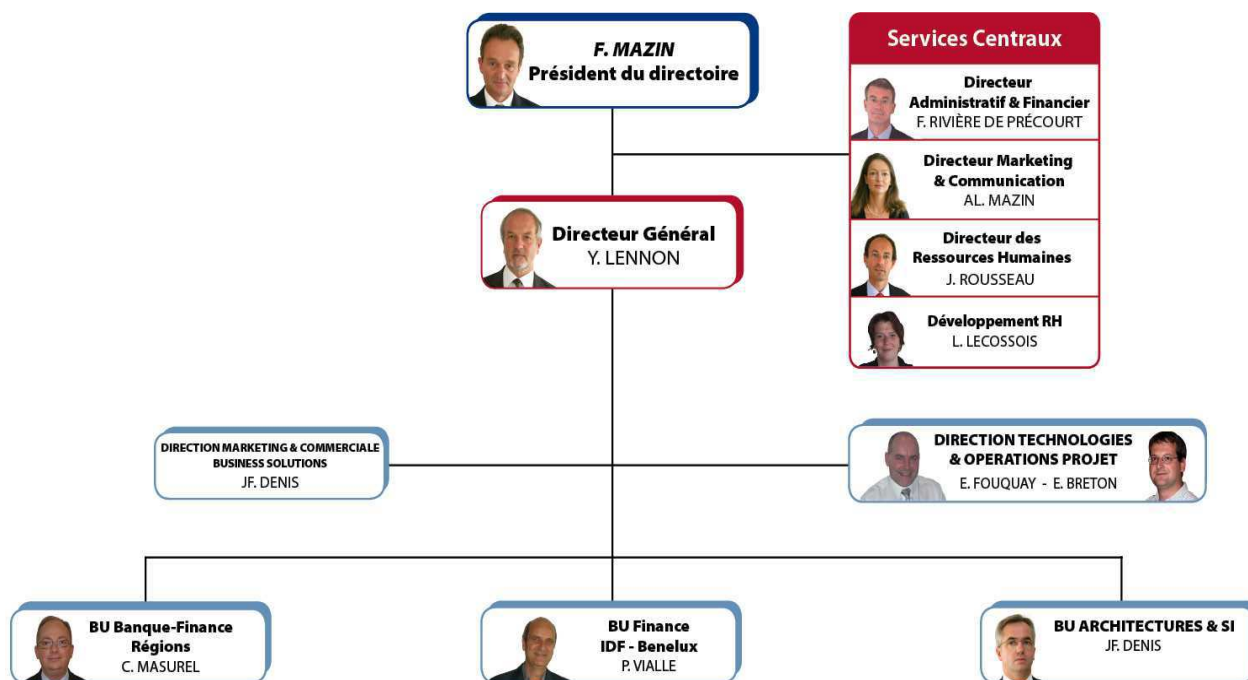 F. MAZIN
Président du directoire
Services Centraux
Directeur
Administratif & Financier
F. RIVIÈRE DE PRÉCOURT
Directeur Marketing
& Communication
AL. MAZIN
Directeur des
Ressources Humaines
J. ROUSSEAU
Développement RH
L. LECOSSOIS
Directeur Général
Y. LENNON
DIRECTION MARKETING & COMMERCIALE
BUSINESS SOLUTIONS
JF. DENIS
DIRECTION TECHNOLOGIES
& OPERATIONS PROJET
E. FOUQUAY - E. BRETON
BU Banque-Finance
Régions
C. MASUREL
BU Finance
IDF - Benelux
P. VIALLE
BU ARCHITECTURES & SI
JF. DENIS